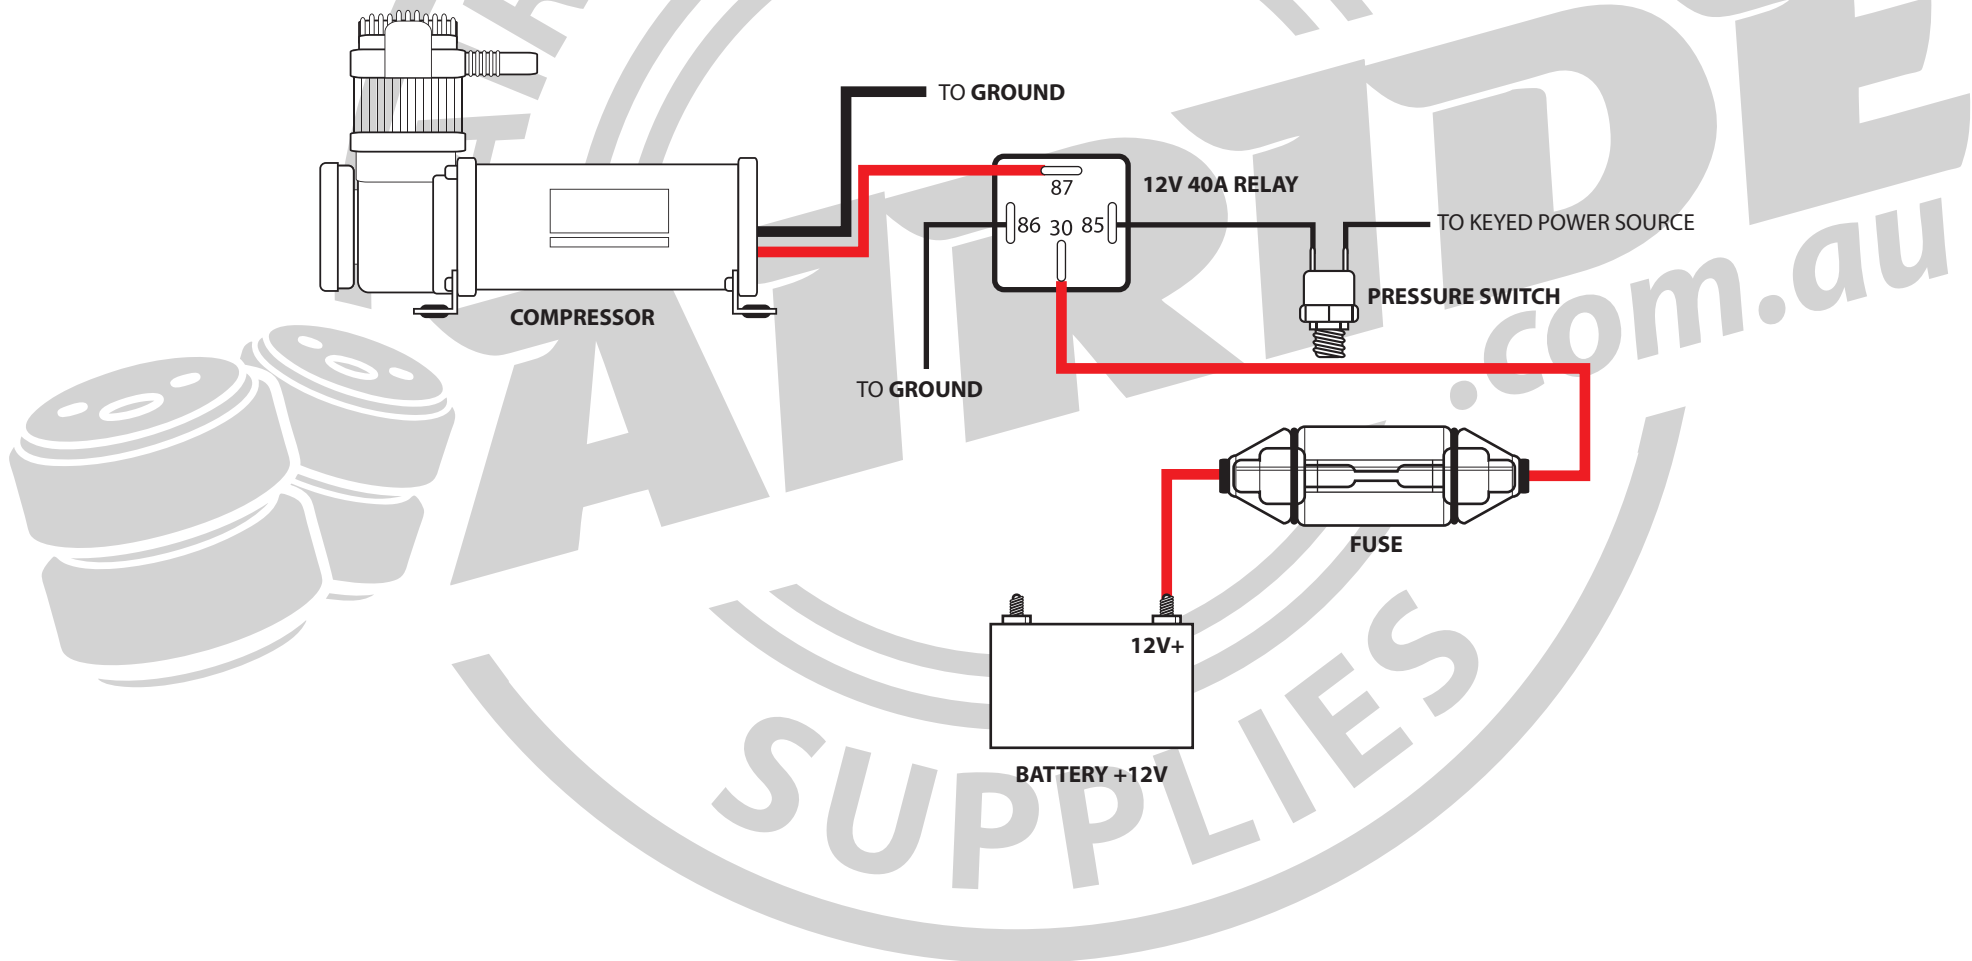 TO GROUND
12V 40A RELAY
87
86 30 85
TO KEYED POWER SOURCE
PRESSURE SWITCH
COMPRESSOR
TO GROUND
FUSE
12V+
BATTERY +12V
AIRRIDE
.com.au
SUPPLIES